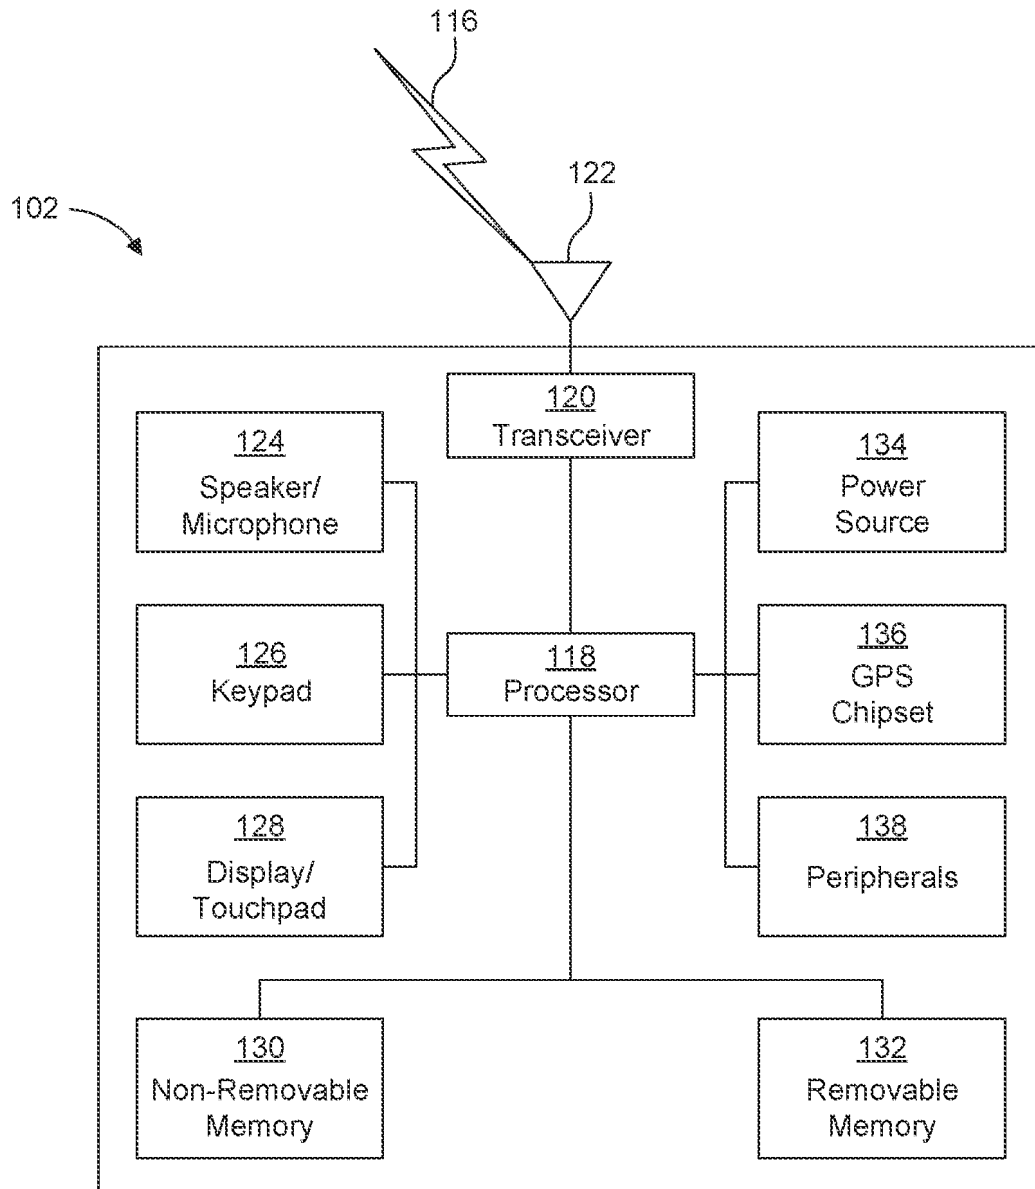 116
122
102
120
Transceiver
124
Speaker/
Microphone
134
Power
Source
126
Keypad
118
Processor
136
GPS
Chipset
128
Display/
Touchpad
138
Peripherals
130
Non-Removable
Memory
132
Removable
Memory